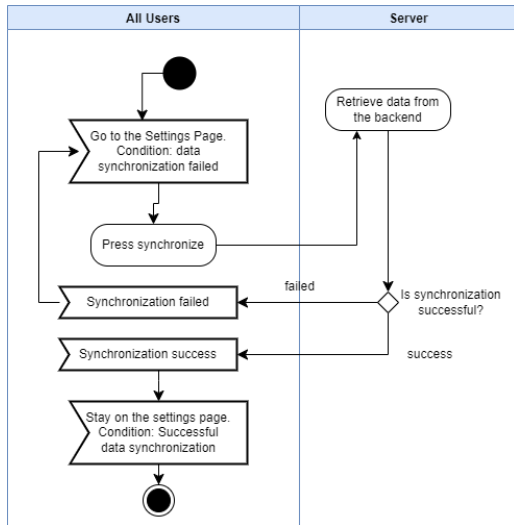 All Users
Server
Go to the Settings Page.
Condition: data
synchronization failed
Retrieve data from
the backend
Press synchronize
failed
Is synchronization
successful?
Synchronization failed
Synchronization success
success
Stay on the settings page.
Condition: Successful
data synchronization